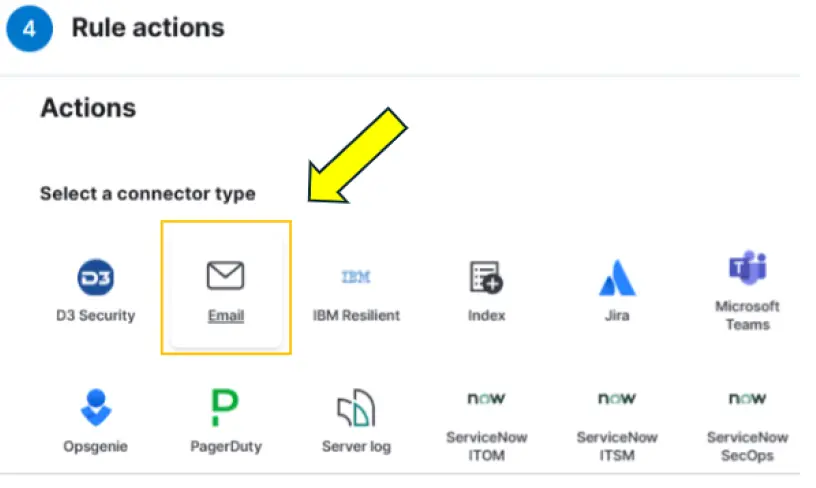 4 Rule actions
Actions
Select a connector type
D3
IBM
T
D3 Security Email IBM Resilient Index Jira Microsoft
Teams
P
now now now
Opsgenie PagerDuty Server log ServiceNow ServiceNow ServiceNow
ITOM ITSM SecOps